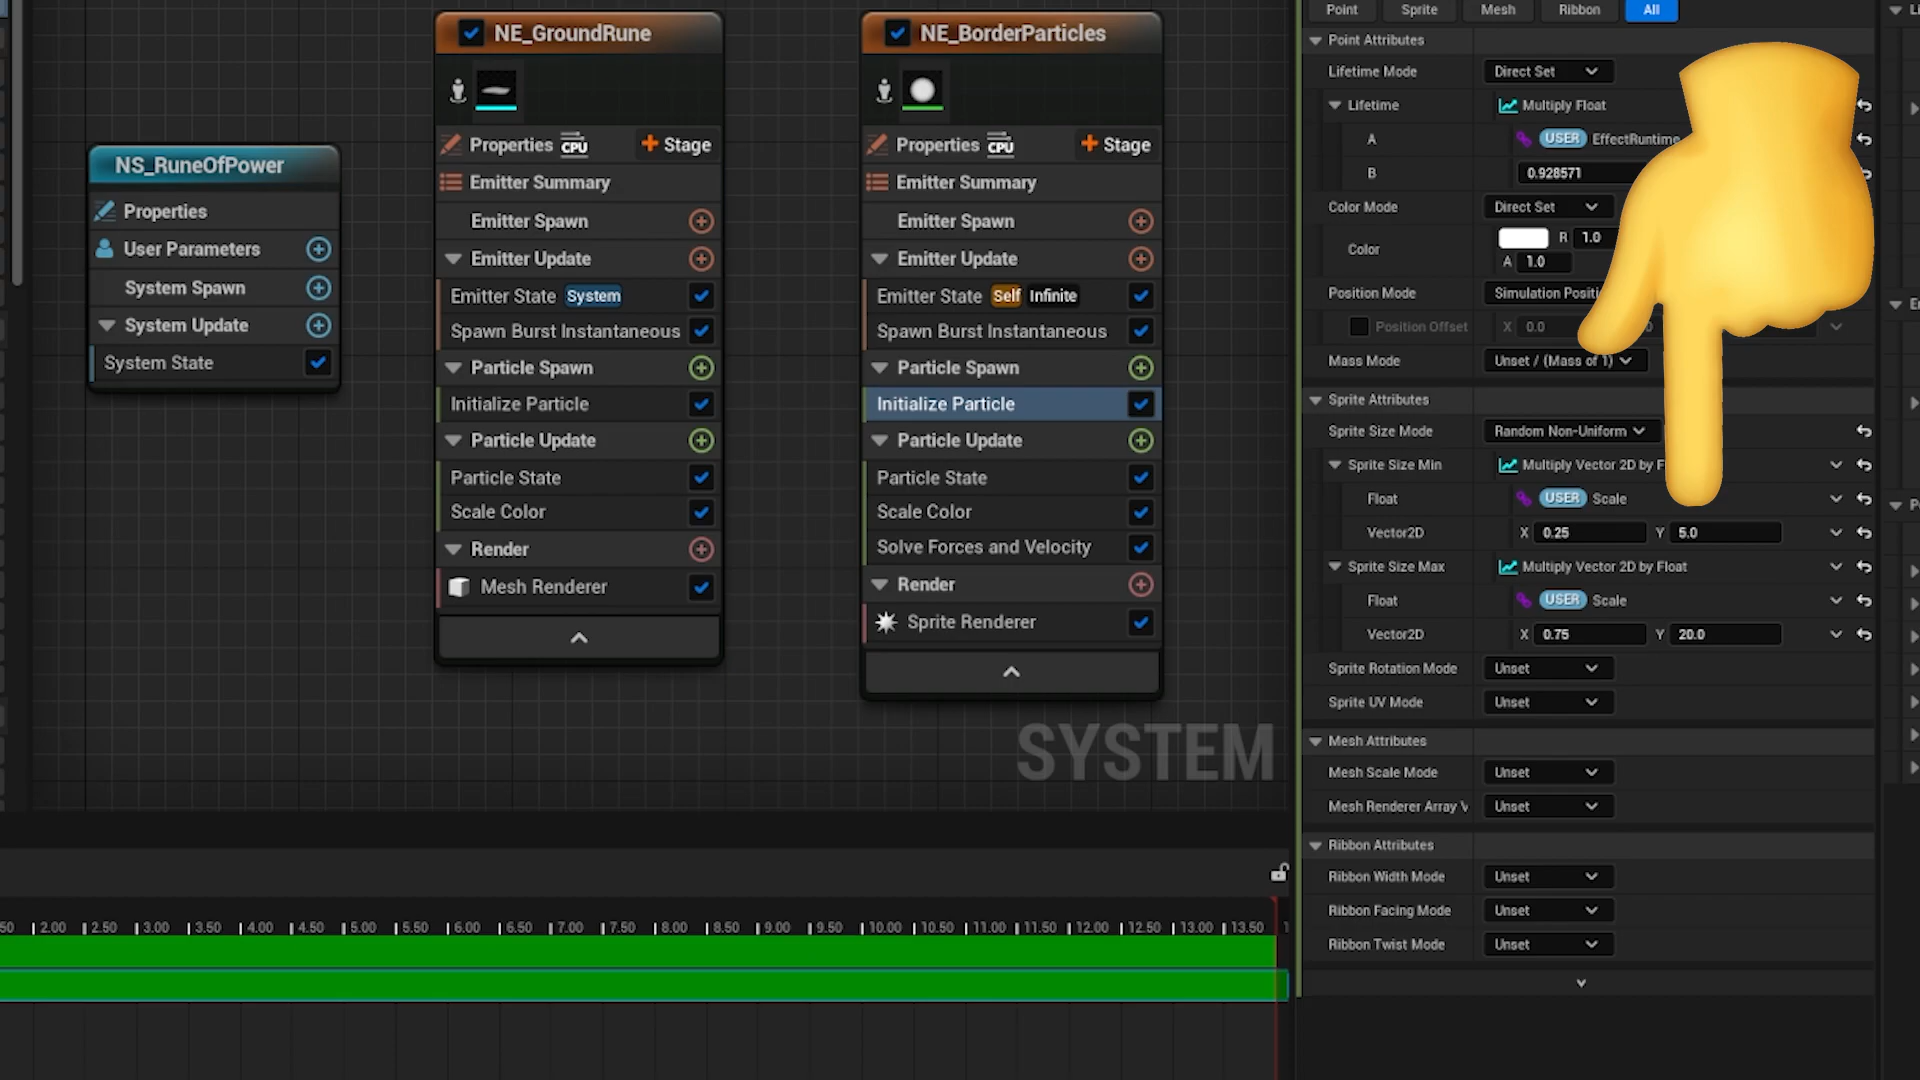 NS_RuneOfPower
Properties
User Parameters
System Spawn
System Update
System State
NE_GroundRune
Properties CPU Stage
Emitter Summary
Emitter Spawn
Emitter Update
Emitter State System
Spawn Burst Instantaneous
Particle Spawn
Initialize Particle
Particle Update
Particle State
Scale Color
Render
Mesh Renderer
NE_BorderParticles
Properties CPU Stage
Emitter Summary
Emitter Spawn
Emitter Update
Emitter State Self Infinite
Spawn Burst Instantaneous
Particle Spawn
Initialize Particle
Particle Update
Particle State
Scale Color
Solve Forces and Velocity
Render
Sprite Renderer
SYSTEM
Point Sprite Mesh Ribbon All
Point Attributes
Lifetime Mode Direct Set
Lifetime Multiply Float
A USER EffectRuntime
B 0.928571
Color Mode Direct Set
Color R 1.0
A 1.0
Position Mode Simulation
Position Offset X 0.0
Mass Mode Unset / (Mass of 1)
Sprite Attributes
Sprite Size Mode Random Non-Uniform
Sprite Size Min Multiply Vector 2D by
Float USER Scale
Vector2D X 0.25 Y 5.0
Sprite Size Max Multiply Vector 2D by Float
Float USER Scale
Vector2D X 0.75 Y 20.0
Sprite Rotation Mode Unset
Sprite UV Mode Unset
Mesh Attributes
Mesh Scale Mode Unset
Mesh Renderer Array Unset
Ribbon Attributes
Ribbon Width Mode Unset
Ribbon Facing Mode Unset
Ribbon Twist Mode Unset
50 2.00 2.50 3.00 3.50 4.00 4.50 5.00 5.50 6.00 6.50 7.00 7.50 8.00 8.50 9.00 9.50 10.00 10.50 11.00 11.50 12.00 12.50 13.00 13.50